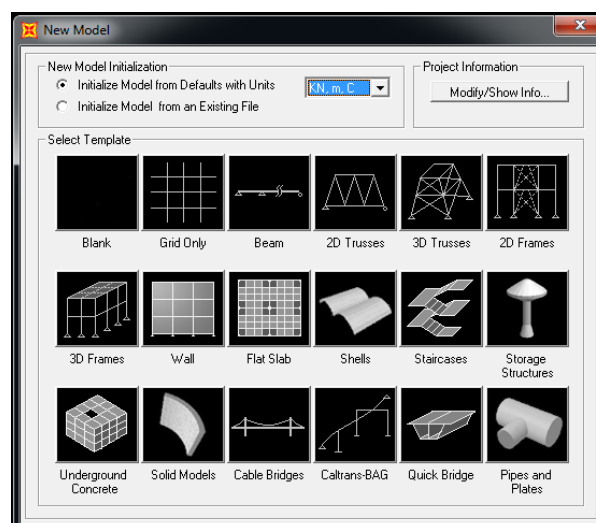 New Model
New Model Initialization
Project Information
Initialize Model from Defaults with Units
KN, m, C
Modify/Show Info...
Initialize Model from an Existing File
Select Template
Blank
Grid Only
Beam
2D Trusses
3D Trusses
2D Frames
3D Frames
Wall
Flat Slab
Shells
Staircases
Storage
Structures
Underground
Concrete
Solid Models
Cable Bridges
Caltrans-BAG
Quick Bridge
Pipes and
Plates